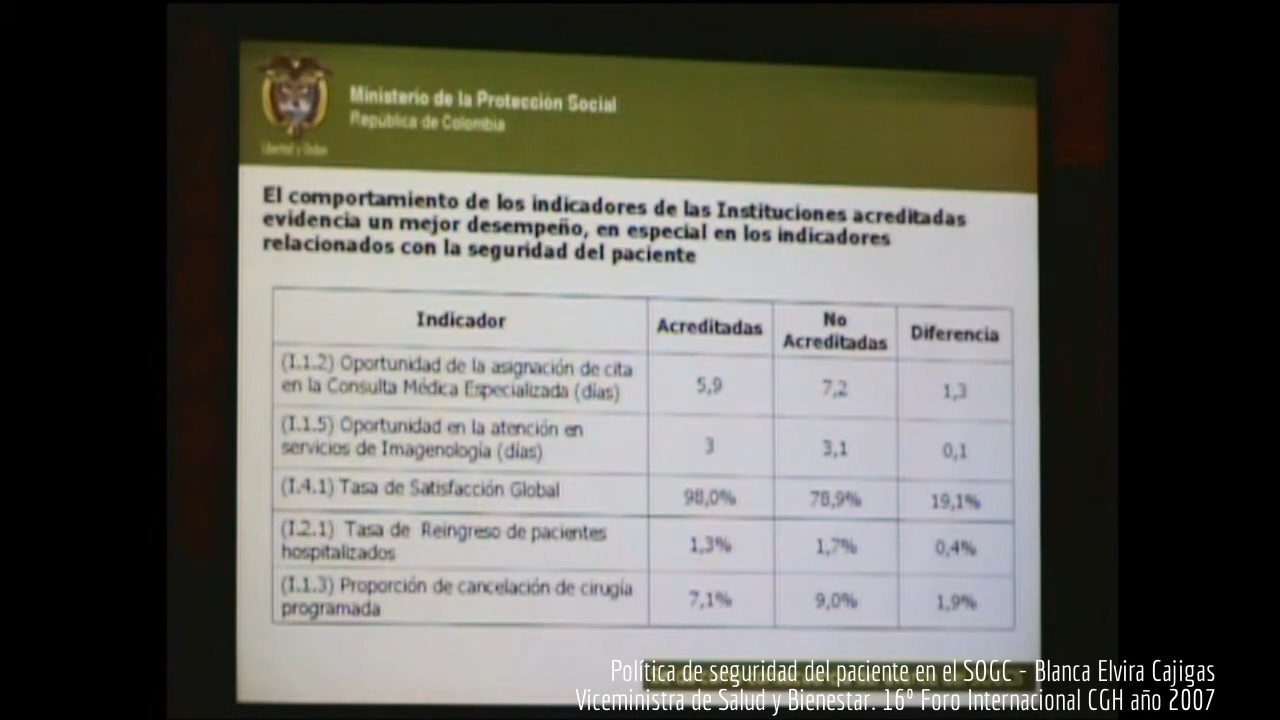 Ministerio de la Protección Social
República de Colombia
Libertad y Orden
El comportamiento de los indicadores de las Instituciones acreditadas
evidencia un mejor desempeño, en especial en los indicadores
relacionados con la seguridad del paciente
Indicador
Acreditadas
No
Acreditadas
Diferencia
(I.1.2) Oportunidad de la asignación de cita
en la Consulta Médica Especializada (días)
5,9
7,2
1,3
(I.1.5) Oportunidad en la atención en
servicios de Imagenología (días)
3
3,1
0,1
(I.4.1) Tasa de Satisfacción Global
98,0%
78,9%
19,1%
(I.2.1) Tasa de Reingreso de pacientes
hospitalizados
1,3%
1,7%
0,4%
(I.1.3) Proporción de cancelación de cirugía
programada
7,1%
9,0%
1,9%
Política de seguridad del paciente en el SOGC - Blanca Elvira Cajigas
Viceministra de Salud y Bienestar. 16º Foro Internacional CGH año 2007